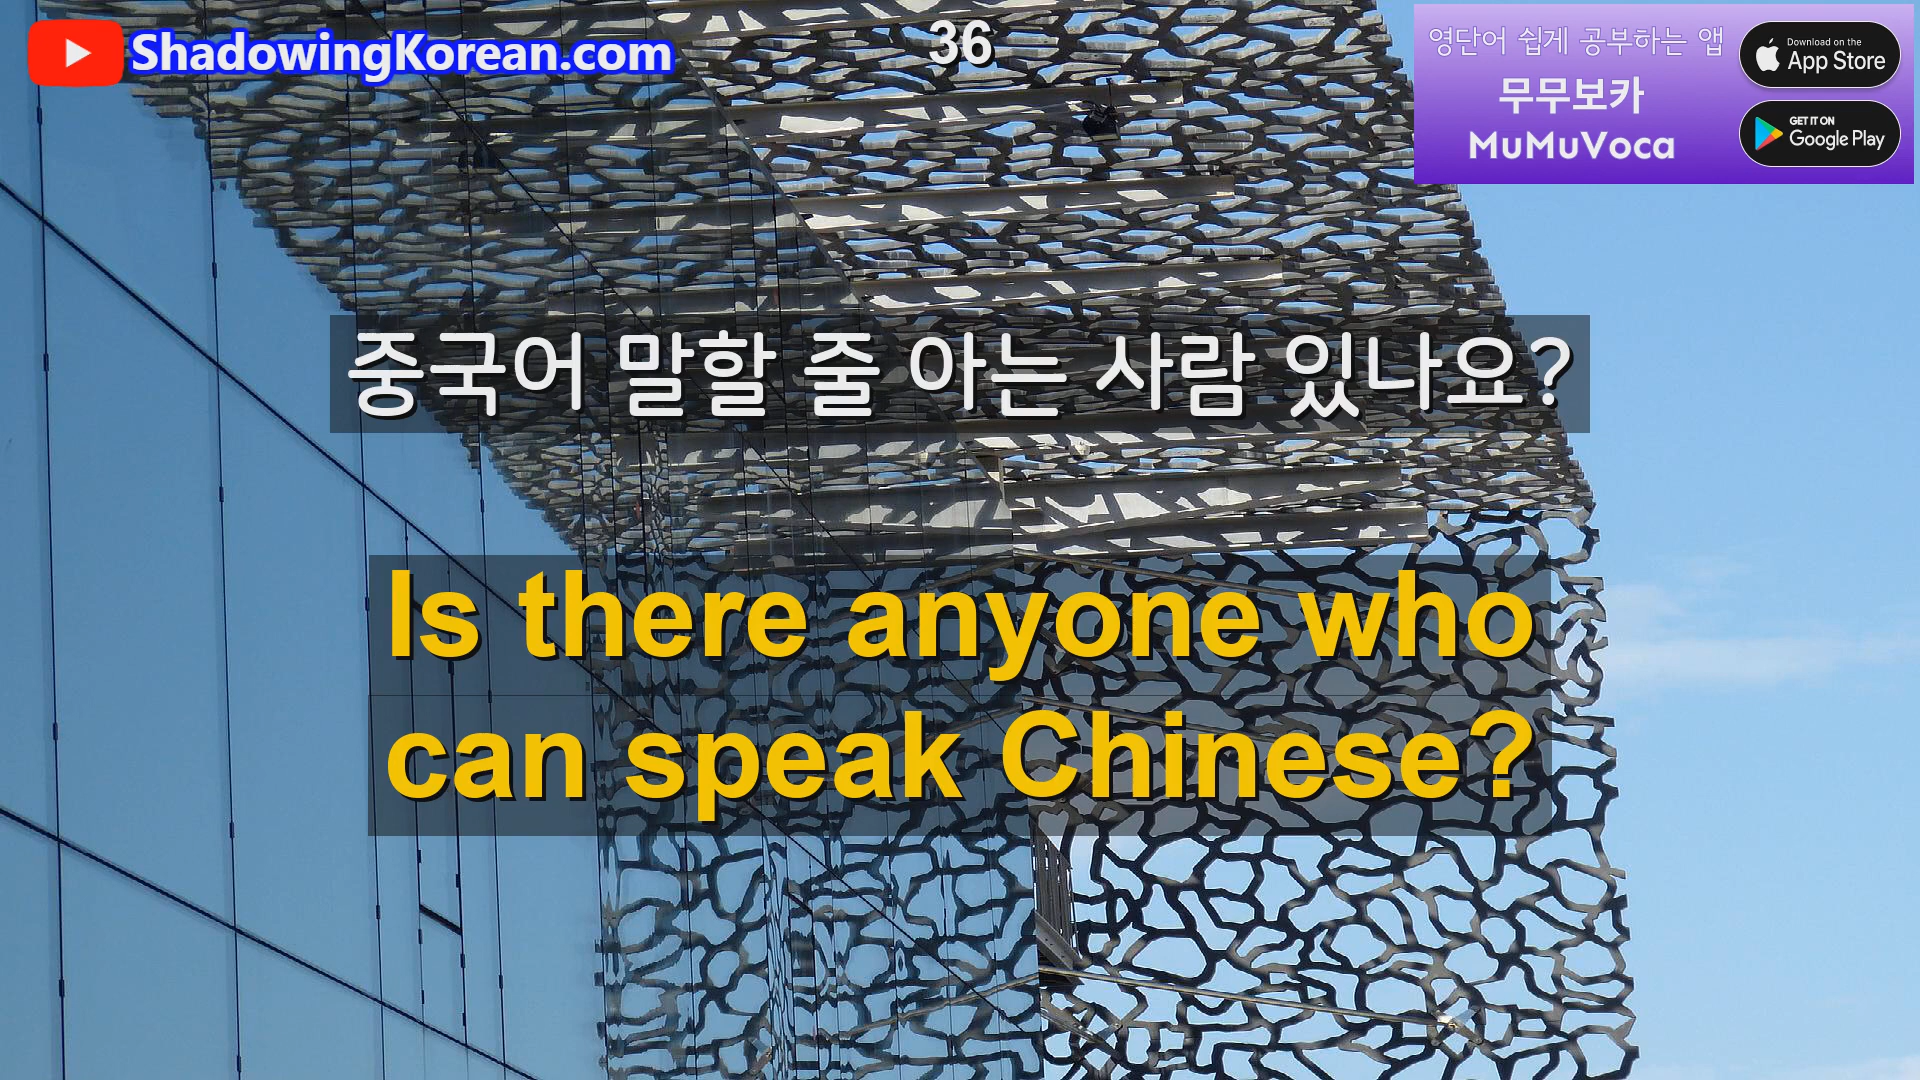 ShadowingKorean.com
36
영단어 쉽게 공부하는 앱
무무보카
MuMuVoca
Download on the
App Store
GET IT ON
Google Play
중국어 말할 줄 아는 사람 있나요?
Is there anyone who
can speak Chinese?